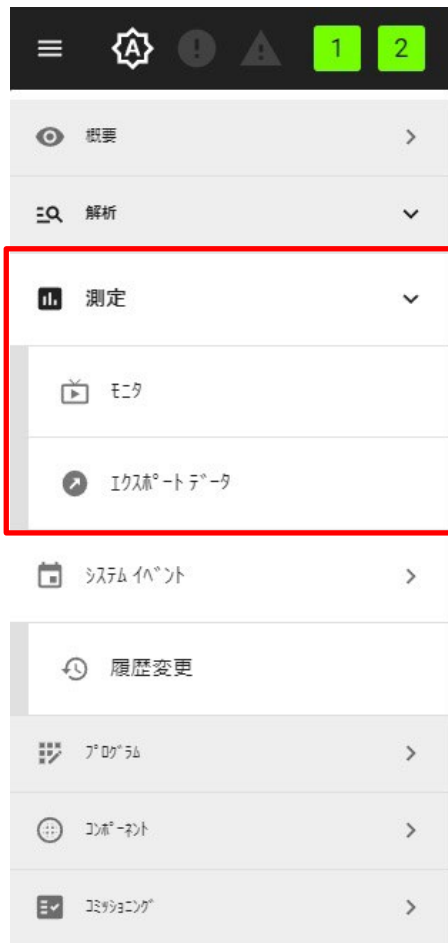 A
1 2
概要
解析
測定
ﾓﾆﾀ
ｴｸｽﾎﾟｰﾄ ﾃﾞｰﾀ
ｼｽﾃﾑ ｲﾍﾞﾝﾄ
履歴変更
ﾌﾟﾛｸﾞﾗﾑ
ｺﾝﾎﾟｰﾈﾝﾄ
ｺﾐｯｼｮﾆﾝｸﾞ